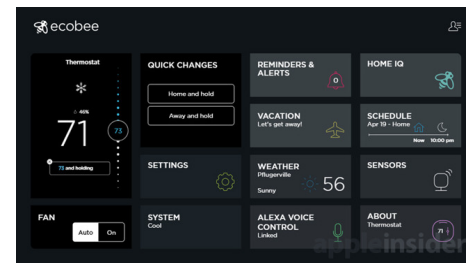 ecobee
Thermostat
46%
71
73
73 and holding
QUICK CHANGES
Home and hold
Away and hold
REMINDERS &
ALERTS
0
HOME IQ
VACATION
Let's get away!
SCHEDULE
Apr 19 - Home
Now 10:00 pm
SETTINGS
WEATHER
Pflugerville
Sunny
56
SENSORS
FAN
Auto On
SYSTEM
Cool
ALEXA VOICE
CONTROL
Linked
ABOUT
Thermostat
71
appleinsider